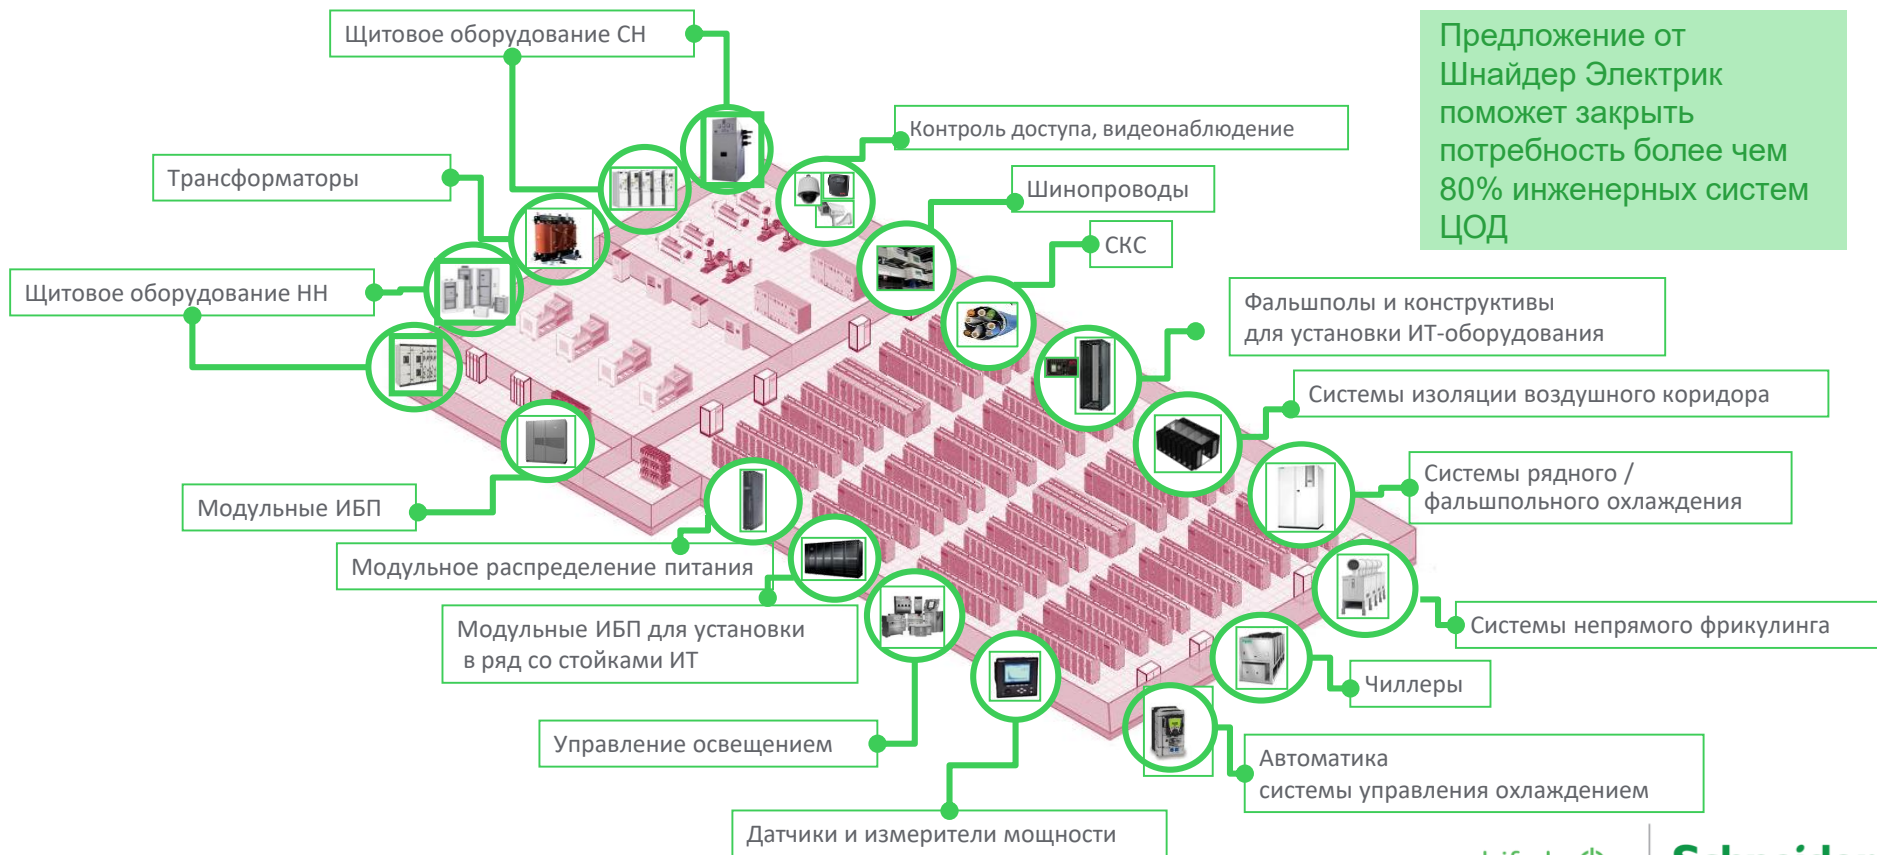 Щитовое оборудование СН
Предложение от
Шнайдер Электрик
поможет закрыть
потребность более чем
80% инженерных систем
ЦОД
Контроль доступа, видеонаблюдение
Трансформаторы
Шинопроводы
СКС
Щитовое оборудование НН
Фальшполы и конструктивы
для установки ИТ-оборудования
Системы изоляции воздушного коридора
Системы рядного /
фальшпольного охлаждения
Модульные ИБП
Модульное распределение питания
Модульные ИБП для установки
в ряд со стойками ИТ
Системы непрямого фрикулинга
Чиллеры
Управление освещением
Автоматика
системы управления охлаждением
Датчики и измерители мощности
Schneider